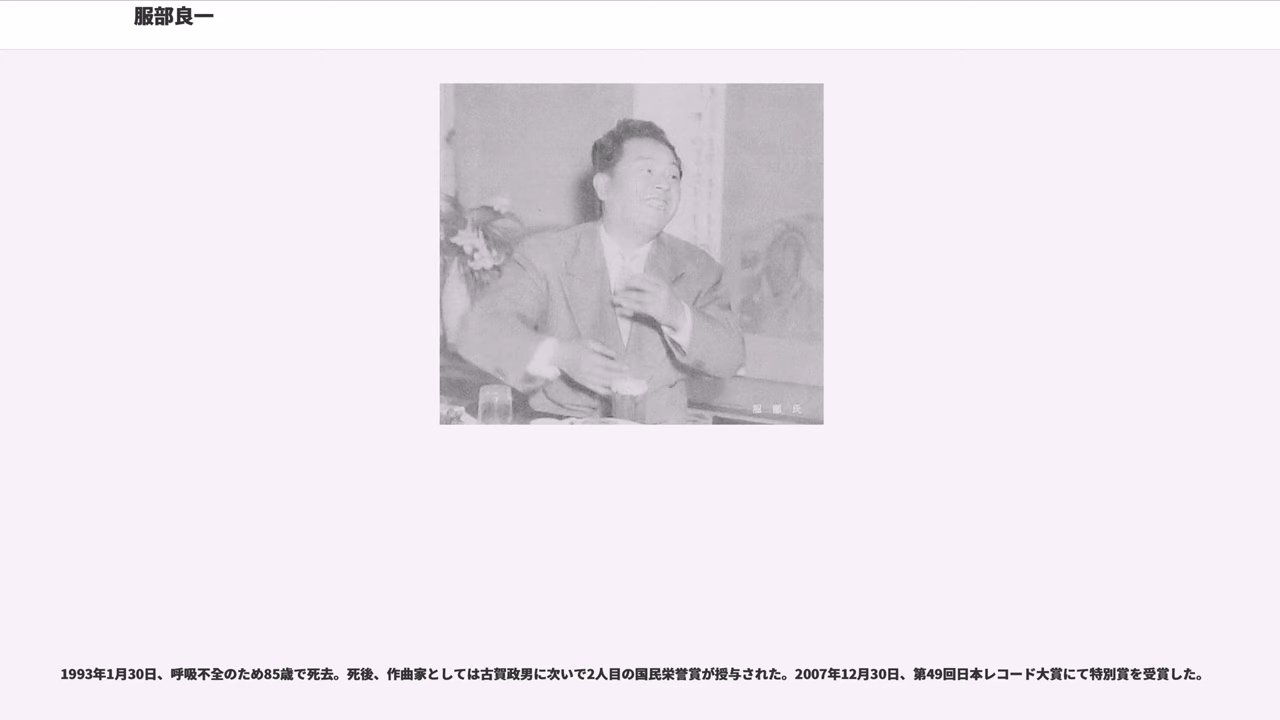 服部良一
服部氏
1993年1月30日、呼吸不全のため85歳で死去。死後、作曲家としては古賀政男に次いで2人目の国民栄誉賞が授与された。2007年12月30日、第49回日本レコード大賞にて特別賞を受賞した。